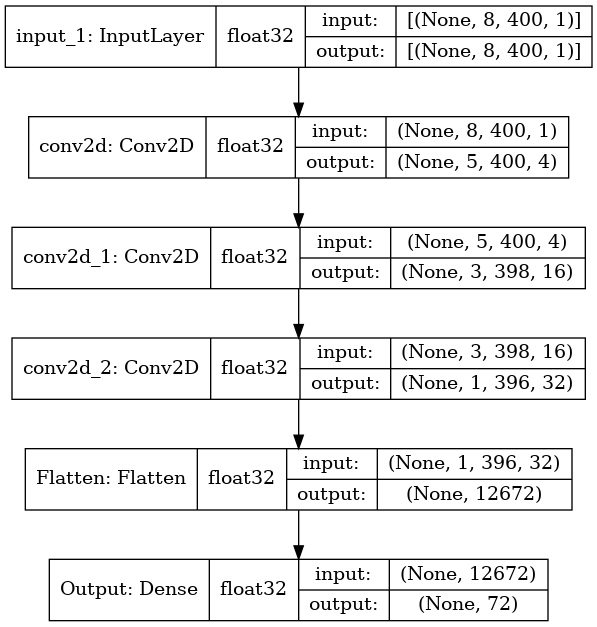 input_1: InputLayer float32 input: [(None, 8, 400, 1)]
output: [(None, 8, 400, 1)]
conv2d: Conv2D float32 input: (None, 8, 400, 1)
output: (None, 5, 400, 4)
conv2d_1: Conv2D float32 input: (None, 5, 400, 4)
output: (None, 3, 398, 16)
conv2d_2: Conv2D float32 input: (None, 3, 398, 16)
output: (None, 1, 396, 32)
Flatten: Flatten float32 input: (None, 1, 396, 32)
output: (None, 12672)
Output: Dense float32 input: (None, 12672)
output: (None, 72)